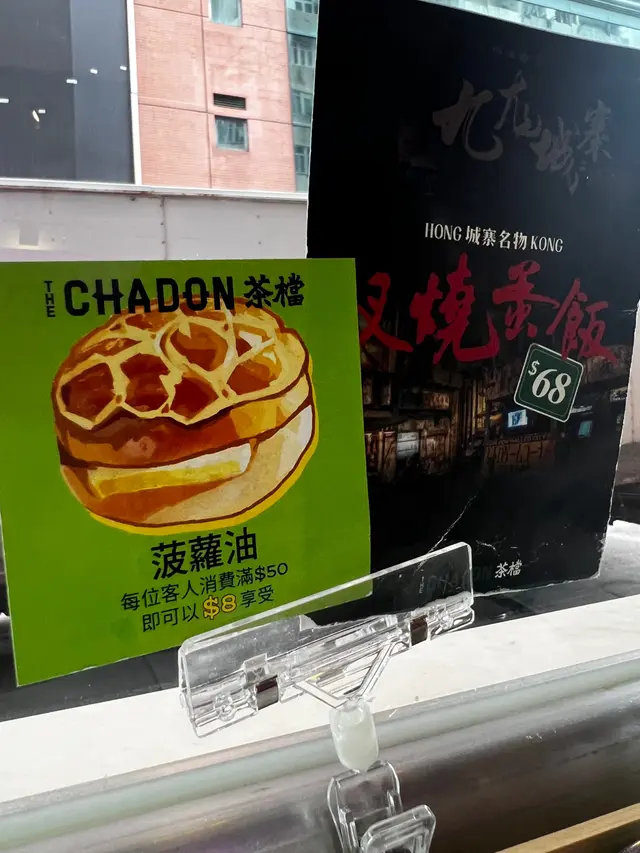 THE CHADON 茶檔
菠蘿油
每位客人消費滿$50
即可以$8享受
九龙城寨
HONG 城寨名物 KONG
叉燒蛋飯
$68
茶檔